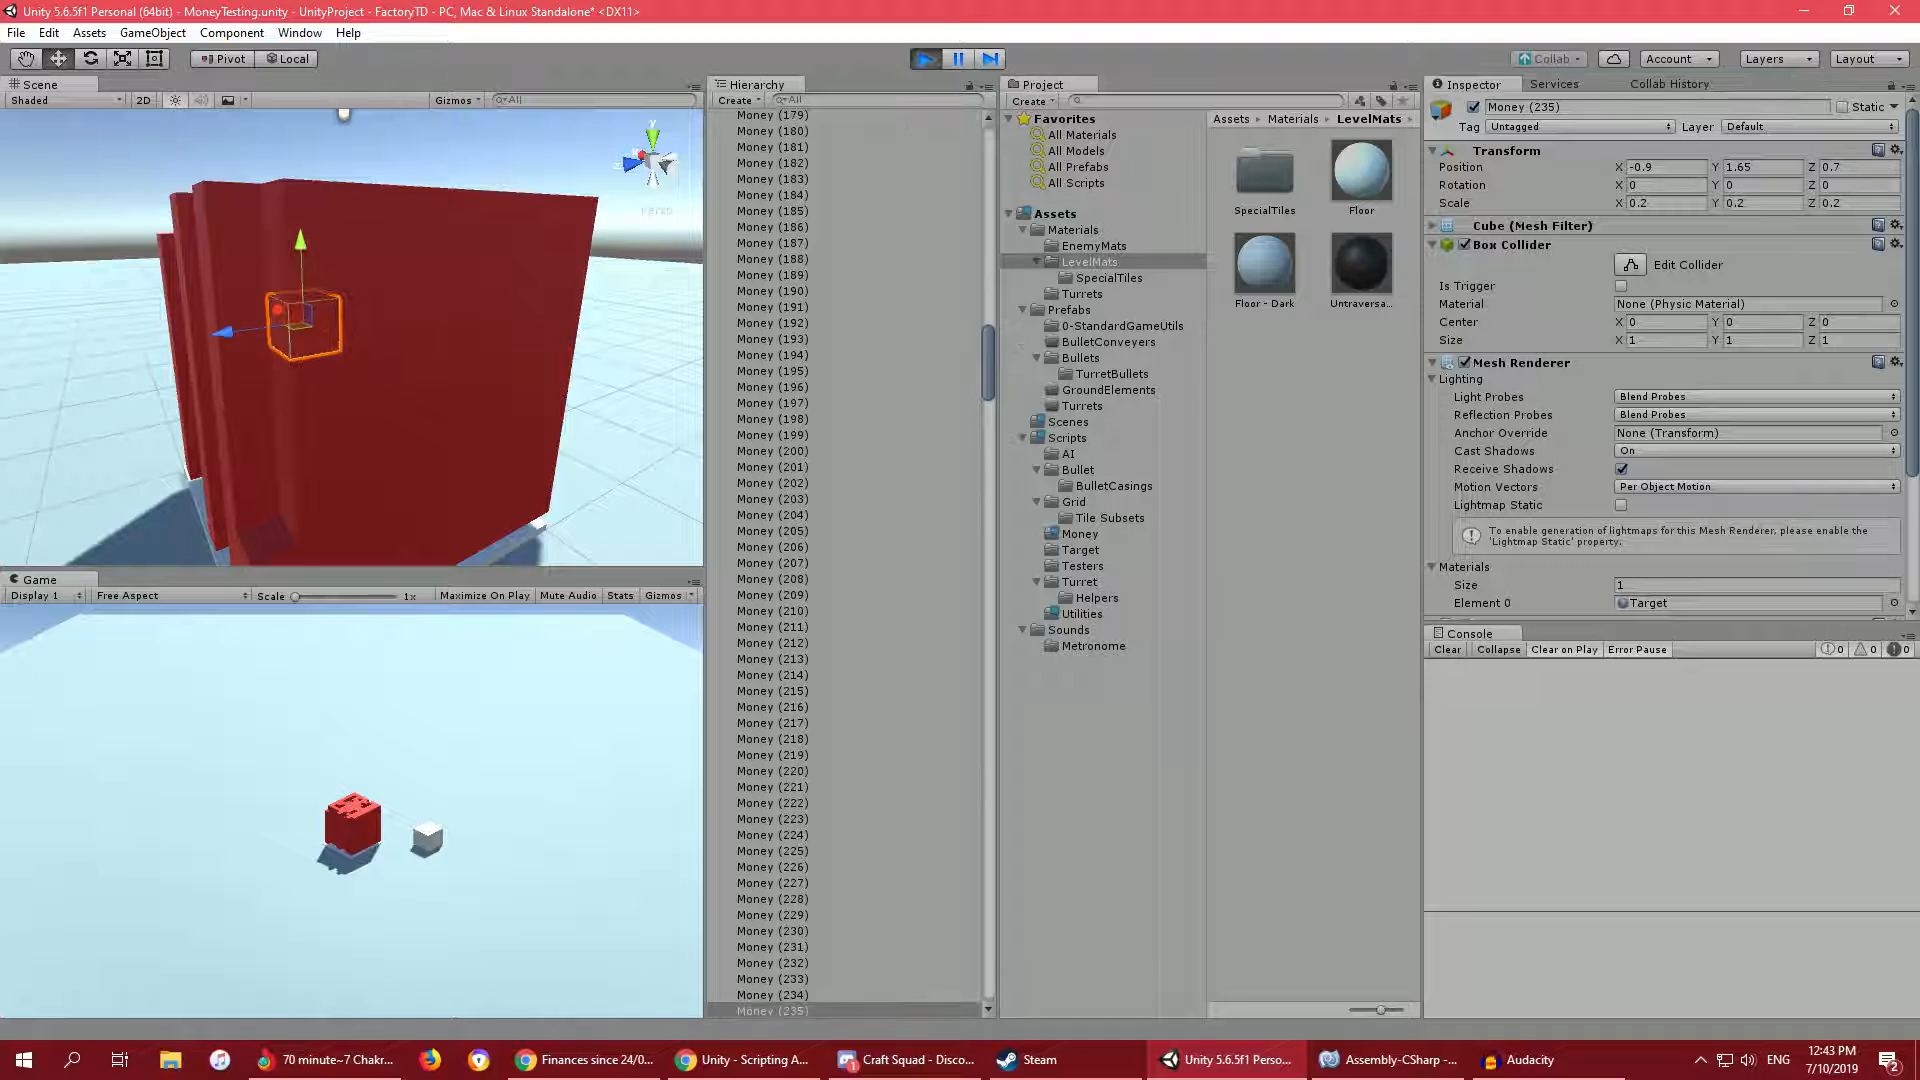 Unity 5.6.5f1 Personal (64bit) - MoneyTesting.unity - UnityProject - FactoryTD - PC, Mac & Linux Standalone* <DX11>
File Edit Assets GameObject Component Window Help
Pivot Local Collab Account Layers Layout
Scene
Shaded 2D Gizmos All
y
Persp
Game
Display 1 Free Aspect Scale 1x Maximize On Play Mute Audio Stats Gizmos
Hierarchy
Create All
Money (179)
Money (180)
Money (181)
Money (182)
Money (183)
Money (184)
Money (185)
Money (186)
Money (187)
Money (188)
Money (189)
Money (190)
Money (191)
Money (192)
Money (193)
Money (194)
Money (195)
Money (196)
Money (197)
Money (198)
Money (199)
Money (200)
Money (201)
Money (202)
Money (203)
Money (204)
Money (205)
Money (206)
Money (207)
Money (208)
Money (209)
Money (210)
Money (211)
Money (212)
Money (213)
Money (214)
Money (215)
Money (216)
Money (217)
Money (218)
Money (219)
Money (220)
Money (221)
Money (222)
Money (223)
Money (224)
Money (225)
Money (226)
Money (227)
Money (228)
Money (229)
Money (230)
Money (231)
Money (232)
Money (233)
Money (234)
Money (235)
Project
Create
Favorites
All Materials
All Models
All Prefabs
All Scripts
Assets
Materials
EnemyMats
LevelMats
SpecialTiles
Turrets
Prefabs
0-StandardGameUtils
BulletConveyers
Bullets
TurretBullets
GroundElements
Turrets
Scenes
Scripts
AI
Bullet
BulletCasings
Grid
Tile Subsets
Money
Target
Testers
Turret
Helpers
Utilities
Sounds
Metronome
Assets ▸ Materials ▸ LevelMats ▸
SpecialTiles Floor
Floor - Dark Untraversa...
Inspector Services Collab History
Money (235) Static
Tag Untagged Layer Default
Transform
Position X -0.9 Y 1.65 Z 0.7
Rotation X 0 Y 0 Z 0
Scale X 0.2 Y 0.2 Z 0.2
Cube (Mesh Filter)
Box Collider
Edit Collider
Is Trigger
Material None (Physic Material)
Center X 0 Y 0 Z 0
Size X 1 Y 1 Z 1
Mesh Renderer
Lighting
Light Probes Blend Probes
Reflection Probes Blend Probes
Anchor Override None (Transform)
Cast Shadows On
Receive Shadows
Motion Vectors Per Object Motion
Lightmap Static
To enable generation of lightmaps for this Mesh Renderer, please enable the
'Lightmap Static' property.
Materials
Size 1
Element 0 Target
Console
Clear Collapse Clear on Play Error Pause 0 0 0
70 minute~7 Chakr... Finances since 24/0... Unity - Scripting A... 1 Craft Squad - Disco... Steam Unity 5.6.5f1 Perso... Assembly-CSharp -... Audacity ENG 12:43 PM
7/10/2019 2